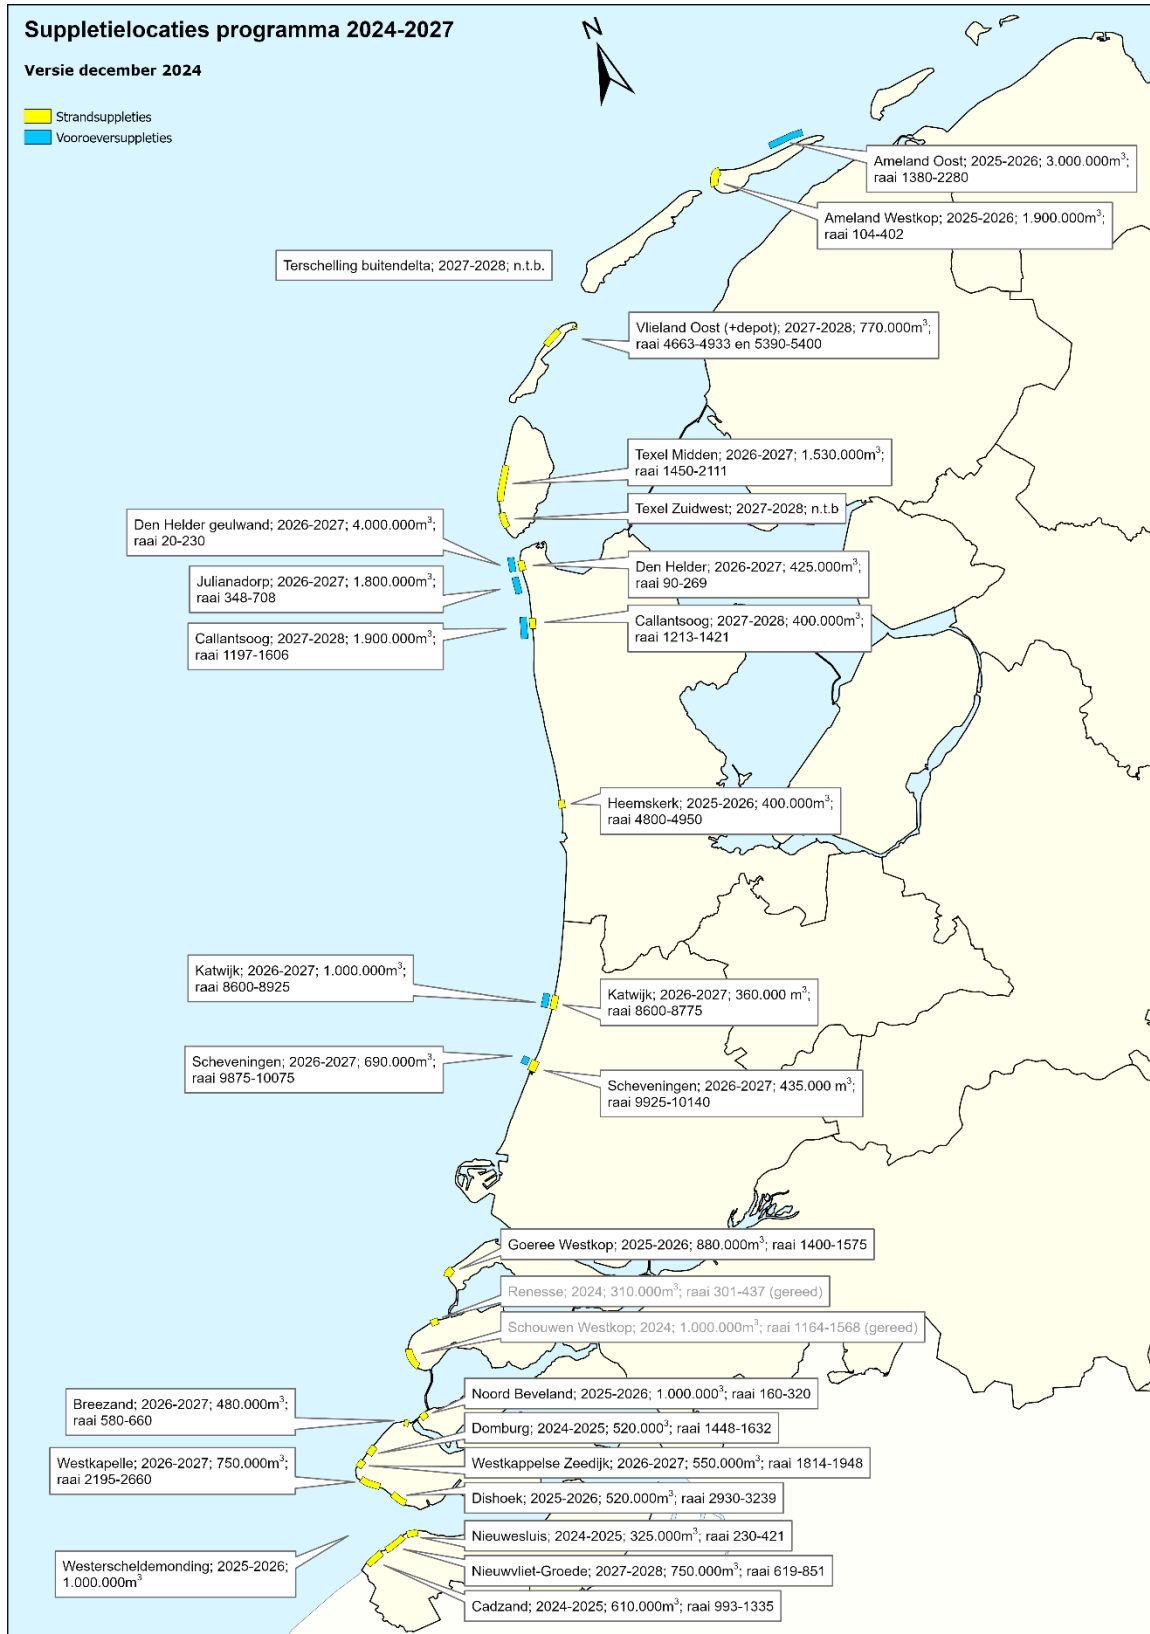 Suppletielocaties programma 2024-2027
Versie december 2024
N
Strandsuppleties
Vooroeversuppleties
Ameland Oost; 2025-2026; 3.000.000m³;
raai 1380-2280
Ameland Westkop; 2025-2026; 1.900.000m³;
raai 104-402
Terschelling buitendelta; 2027-2028; n.t.b.
Vlieland Oost (+depot); 2027-2028; 770.000m³;
raai 4663-4933 en 5390-5400
Texel Midden; 2026-2027; 1.530.000m³;
raai 1450-2111
Texel Zuidwest; 2027-2028; n.t.b
Den Helder geulwand; 2026-2027; 4.000.000m³;
raai 20-230
Den Helder; 2026-2027; 425.000m³;
raai 90-269
Julianadorp; 2026-2027; 1.800.000m³;
raai 348-708
Callantsoog; 2027-2028; 400.000m³;
raai 1213-1421
Callantsoog; 2027-2028; 1.900.000m³;
raai 1197-1606
Heemskerk; 2025-2026; 400.000m³;
raai 4800-4950
Katwijk; 2026-2027; 1.000.000m³;
raai 8600-8925
Katwijk; 2026-2027; 360.000 m³;
raai 8600-8775
Scheveningen; 2026-2027; 690.000m³;
raai 9875-10075
Scheveningen; 2026-2027; 435.000 m³;
raai 9925-10140
Goeree Westkop; 2025-2026; 880.000m³; raai 1400-1575
Renesse; 2024; 310.000m³; raai 301-437 (gereed)
Schouwen Westkop; 2024; 1.000.000m³; raai 1164-1568 (gereed)
Noord Beveland; 2025-2026; 1.000.000³; raai 160-320
Breezand; 2026-2027; 480.000m³;
raai 580-660
Domburg; 2024-2025; 520.000³; raai 1448-1632
Westkapelle; 2026-2027; 750.000m³;
raai 2195-2660
Westkappelse Zeedijk; 2026-2027; 550.000m³; raai 1814-1948
Dishoek; 2025-2026; 520.000m³; raai 2930-3239
Nieuwesluis; 2024-2025; 325.000m³; raai 230-421
Westerscheldemonding; 2025-2026;
1.000.000m³
Nieuwvliet-Groede; 2027-2028; 750.000m³; raai 619-851
Cadzand; 2024-2025; 610.000m³; raai 993-1335